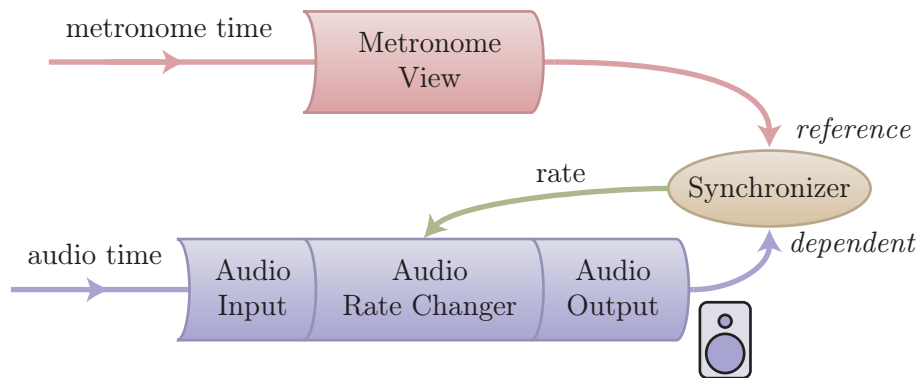 metronome time
Metronome
View
reference
rate
Synchronizer
dependent
audio time
Audio
Input
Audio
Rate Changer
Audio
Output